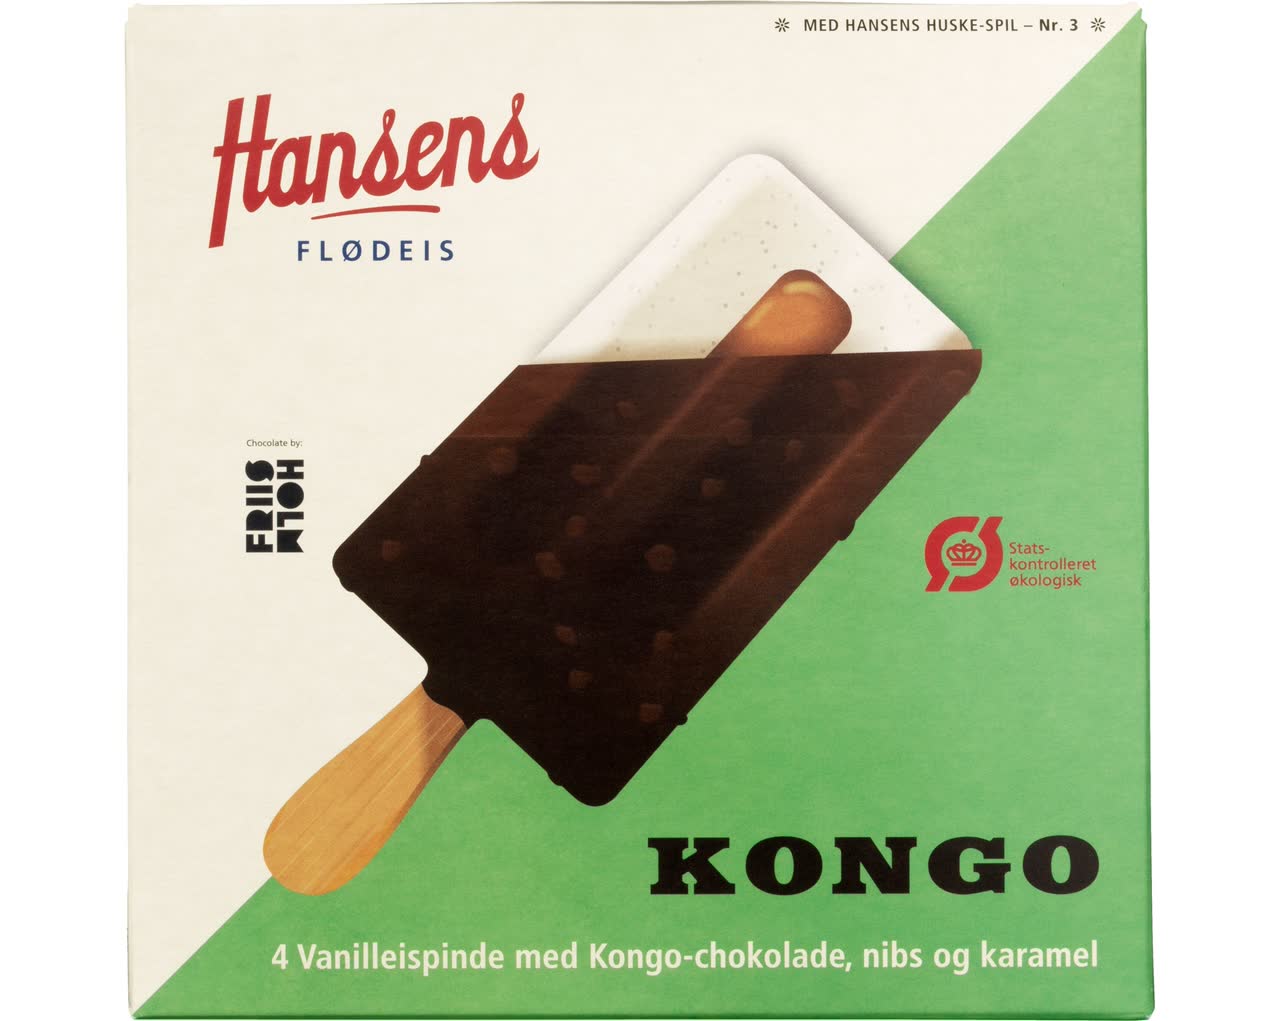 MED HANSENS HUSKE-SPIL – Nr. 3
Hansens
FLØDEIS
Chocolate by:
FRIIS
HOLM
Stats-
kontrolleret
økologisk
KONGO
4 Vanilleispinde med Kongo-chokolade, nibs og karamel